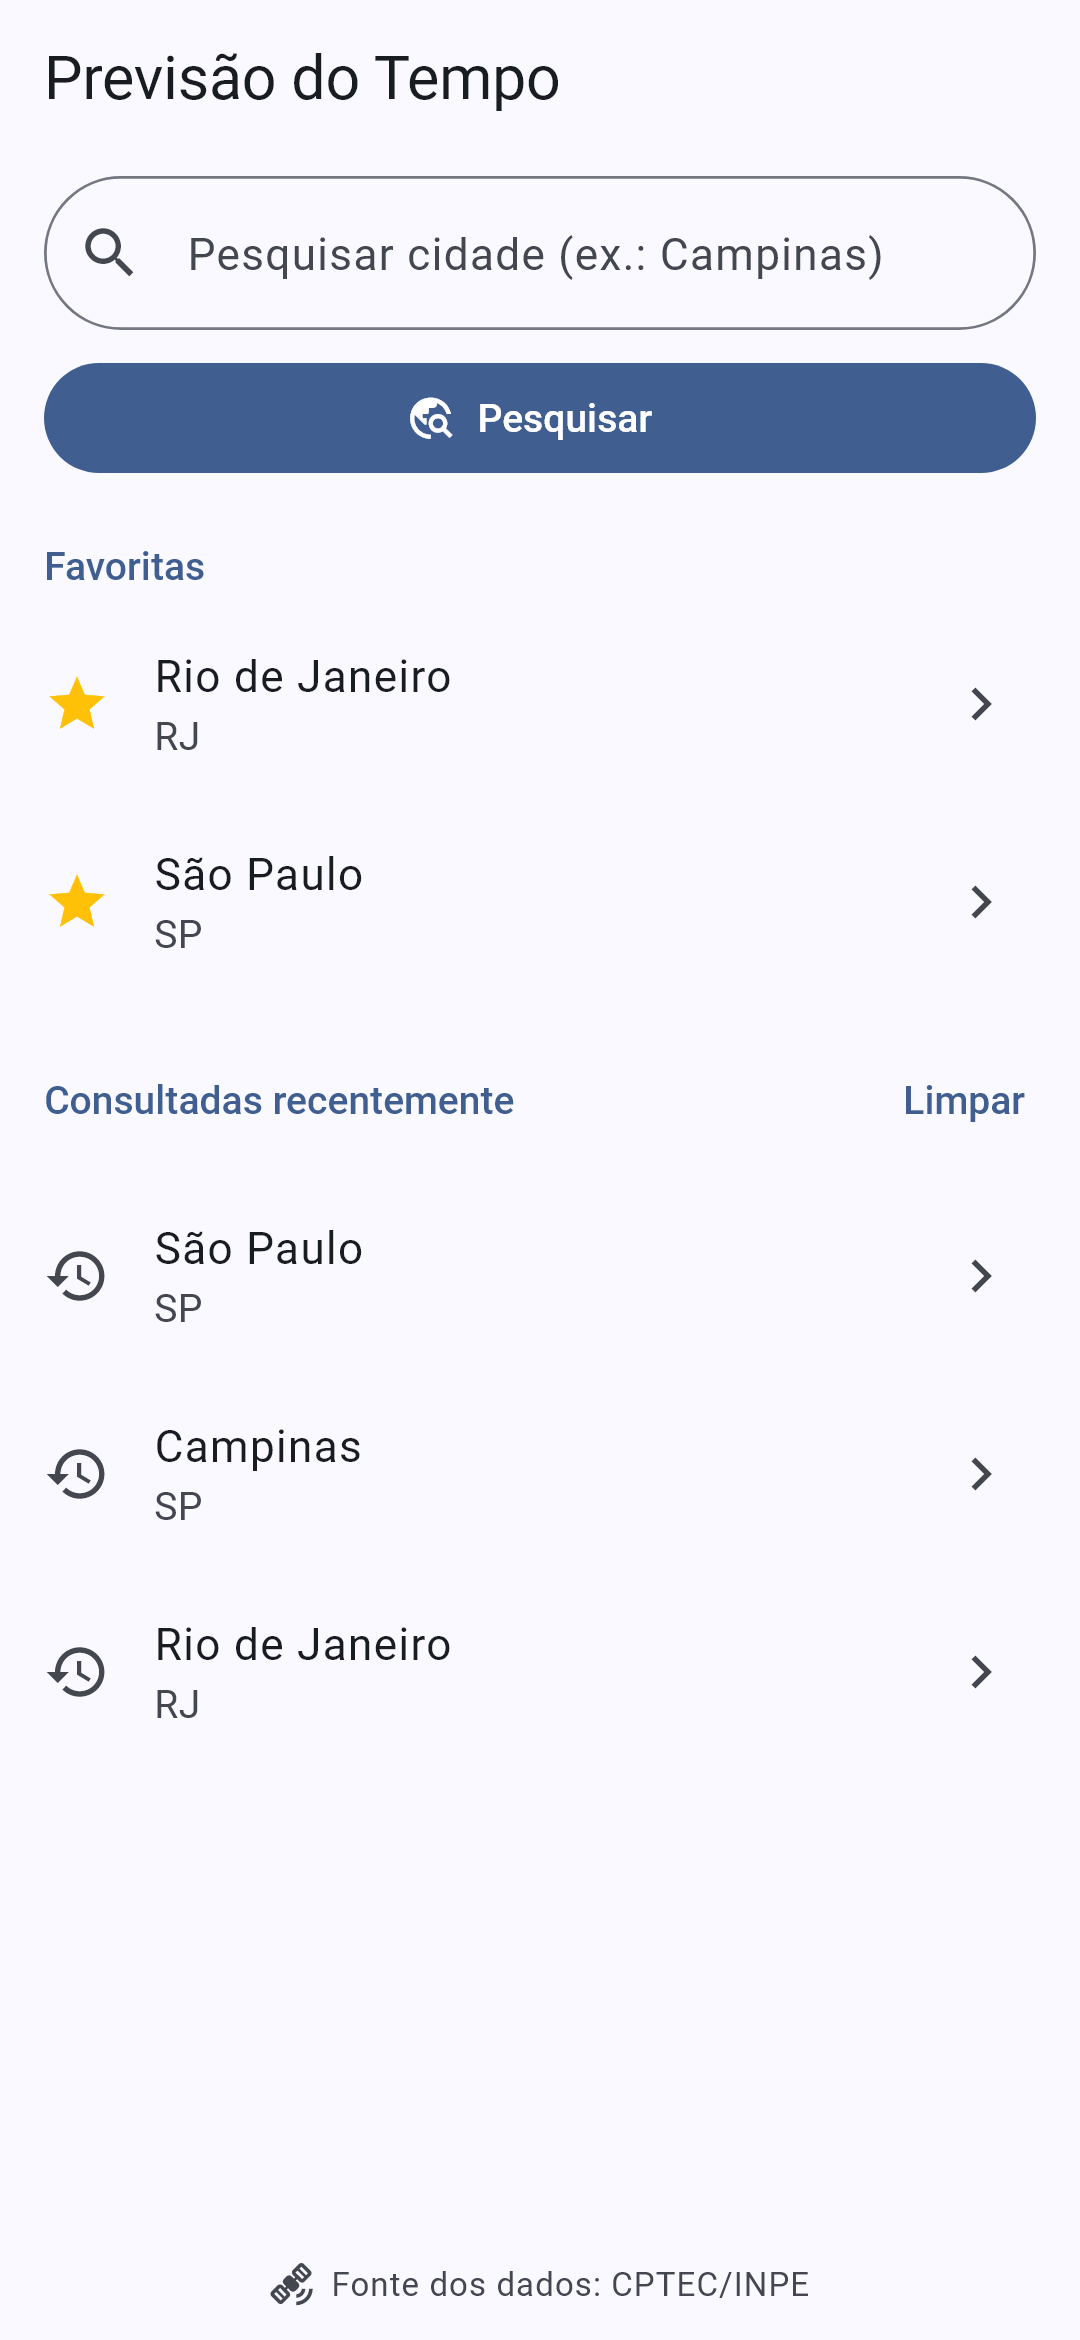 Previsão do Tempo
Pesquisar cidade (ex.: Campinas)
Pesquisar
Favoritas
Rio de Janeiro
RJ
São Paulo
SP
Consultadas recentemente Limpar
São Paulo
SP
Campinas
SP
Rio de Janeiro
RJ
Fonte dos dados: CPTEC/INPE